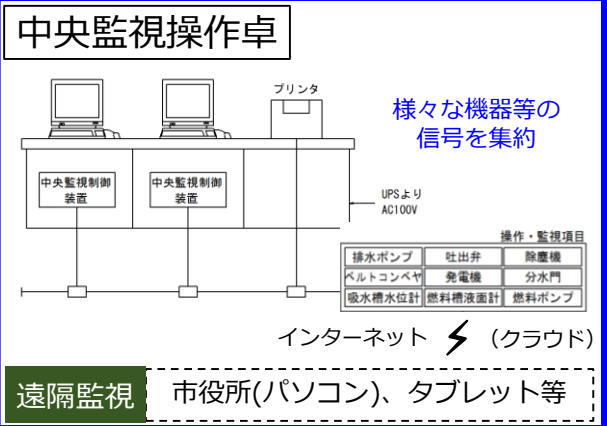 中央監視操作卓
プリンタ
様々な機器等の
信号を集約
中央監視制御
装置
中央監視制御
装置
UPSより
AC100V
操作・監視項目
排水ポンプ 吐出弁 除塵機
ベルトコンベヤ 発電機 分水門
吸水槽水位計 燃料槽液面計 燃料ポンプ
インターネット (クラウド)
遠隔監視 市役所(パソコン)、タブレット等